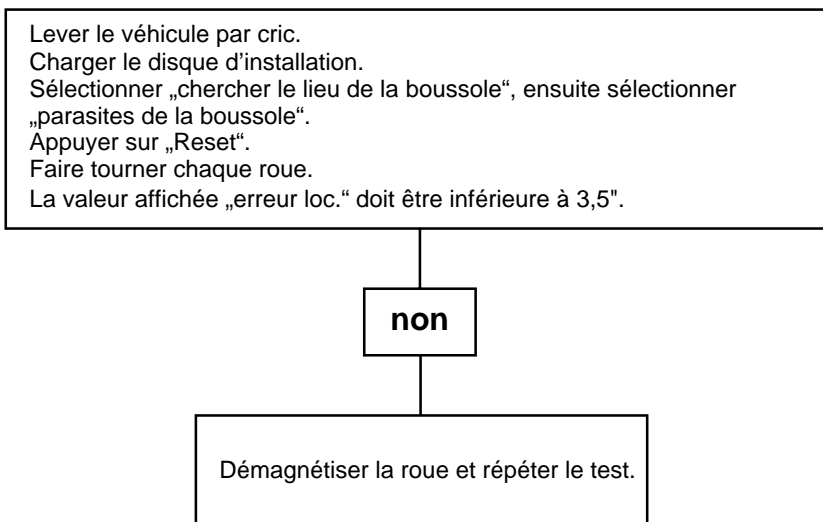 Lever le véhicule par cric.
Charger le disque d’installation.
Sélectionner „chercher le lieu de la boussole“, ensuite sélectionner
„parasites de la boussole“.
Appuyer sur „Reset“.
Faire tourner chaque roue.
La valeur affichée „erreur loc.“ doit être inférieure à 3,5".
non
Démagnétiser la roue et répéter le test.